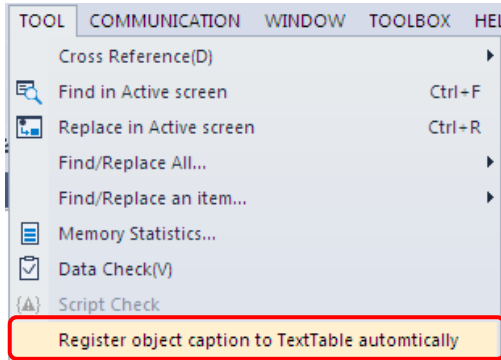 TOOL COMMUNICATION WINDOW TOOLBOX HEL
Cross Reference(D)
Find in Active screen Ctrl+F
Replace in Active screen Ctrl+R
Find/Replace All...
Find/Replace an item...
Memory Statistics...
Data Check(V)
Script Check
Register object caption to TextTable automtically